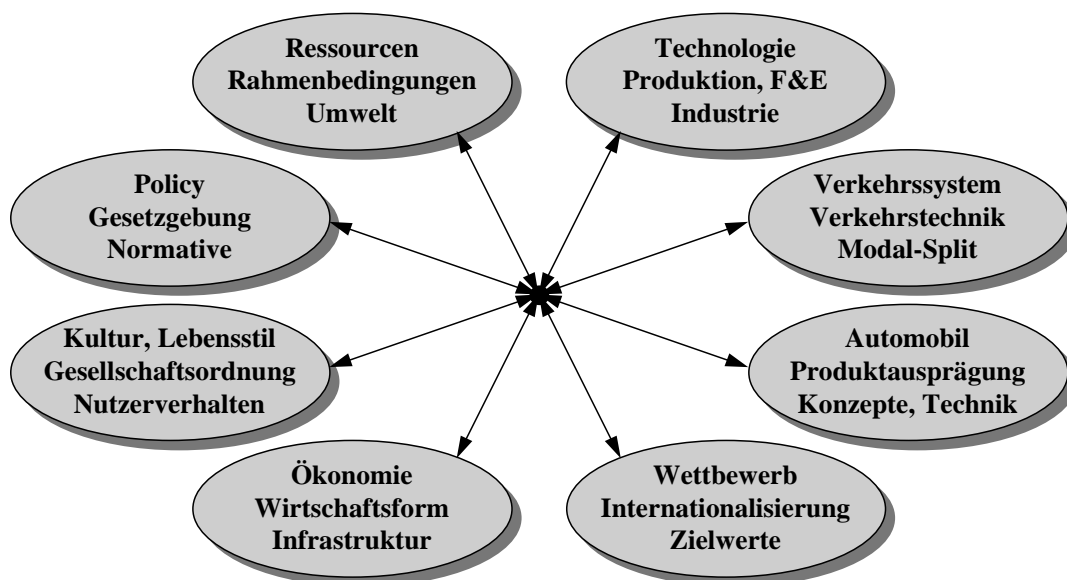 Ressourcen
Rahmenbedingungen
Umwelt
Technologie
Produktion, F&E
Industrie
Policy
Gesetzgebung
Normative
Verkehrssystem
Verkehrstechnik
Modal-Split
Kultur, Lebensstil
Gesellschaftsordnung
Nutzerverhalten
Automobil
Produktausprägung
Konzepte, Technik
Ökonomie
Wirtschaftsform
Infrastruktur
Wettbewerb
Internationalisierung
Zielwerte